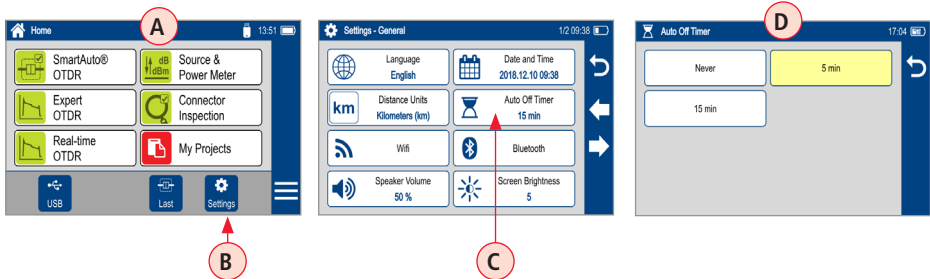 A
Home
13:51
SmartAuto®
OTDR
dB
dBm
Source &
Power Meter
Expert
OTDR
Connector
Inspection
Real-time
OTDR
My Projects
USB
Last
Settings
B
Settings - General
1/2 09:38
Language
English
Date and Time
2018.12.10 09:38
km
Distance Units
Kilometers (km)
Auto Off Timer
15 min
Wifi
Bluetooth
Speaker Volume
50 %
Screen Brightness
5
C
D
Auto Off Timer
17:04
Never
5 min
15 min